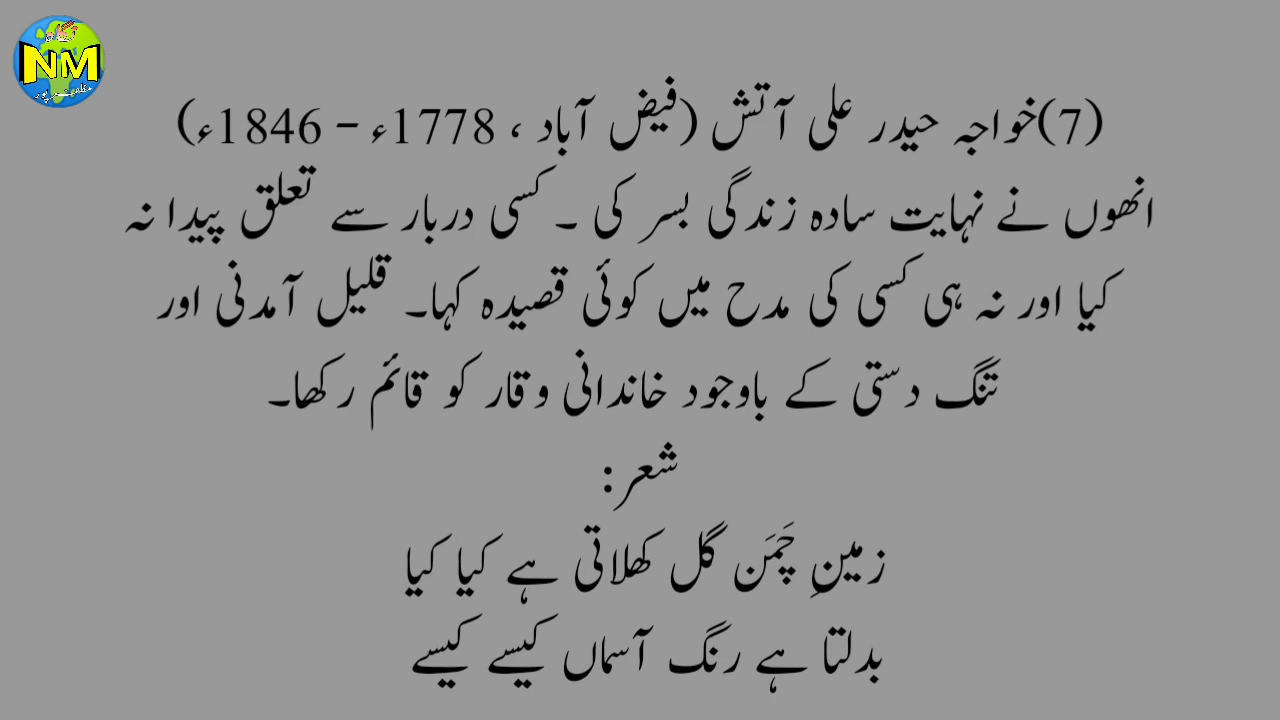 NM
(7)خواجہ حیدر علی آتش (فیض آباد ، 1778ء – 1846ء)
انھوں نے نہایت سادہ زندگی بسر کی ۔ کسی دربار سے تعلق پیدا نہ
کیا اور نہ ہی کسی کی مدح میں کوئی قصیدہ کہا۔ قلیل آمدنی اور
تنگ دستی کے باوجود خاندانی وقار کو قائم رکھا۔
شعر :
زمینِ چَمَن گل کھلاتی ہے کیا کیا
بدلتا ہے رنگ آسماں کیسے کیسے